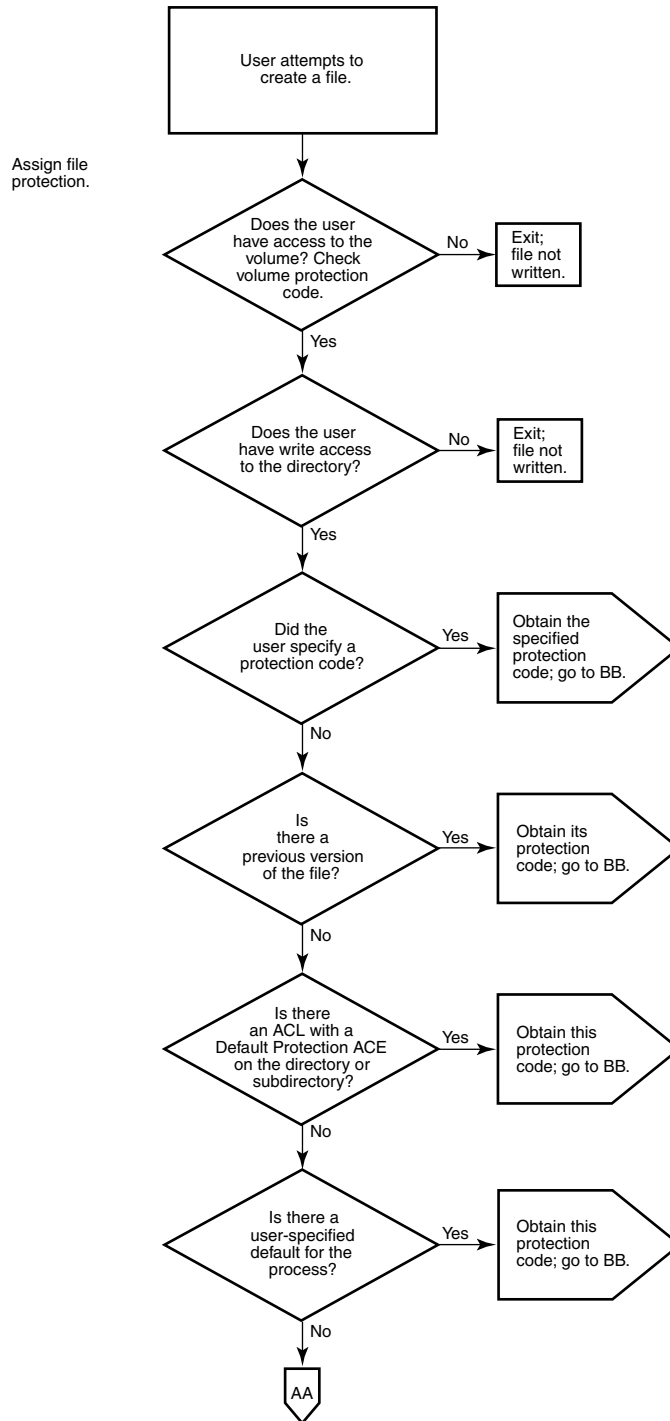 User attempts to
create a file.
Assign file
protection.
Does the user
have access to the
volume? Check
volume protection
code.
No
Exit;
file not
written.
Yes
Does the user
have write access
to the directory?
No
Exit;
file not
written.
Yes
Did the
user specify a
protection code?
Yes
Obtain the
specified
protection
code; go to BB.
No
Is
there a
previous version
of the file?
Yes
Obtain its
protection
code; go to BB.
No
Is there
an ACL with a
Default Protection ACE
on the directory or
subdirectory?
Yes
Obtain this
protection
code; go to BB.
No
Is there a
user-specified
default for the
process?
Yes
Obtain this
protection
code; go to BB.
No
AA